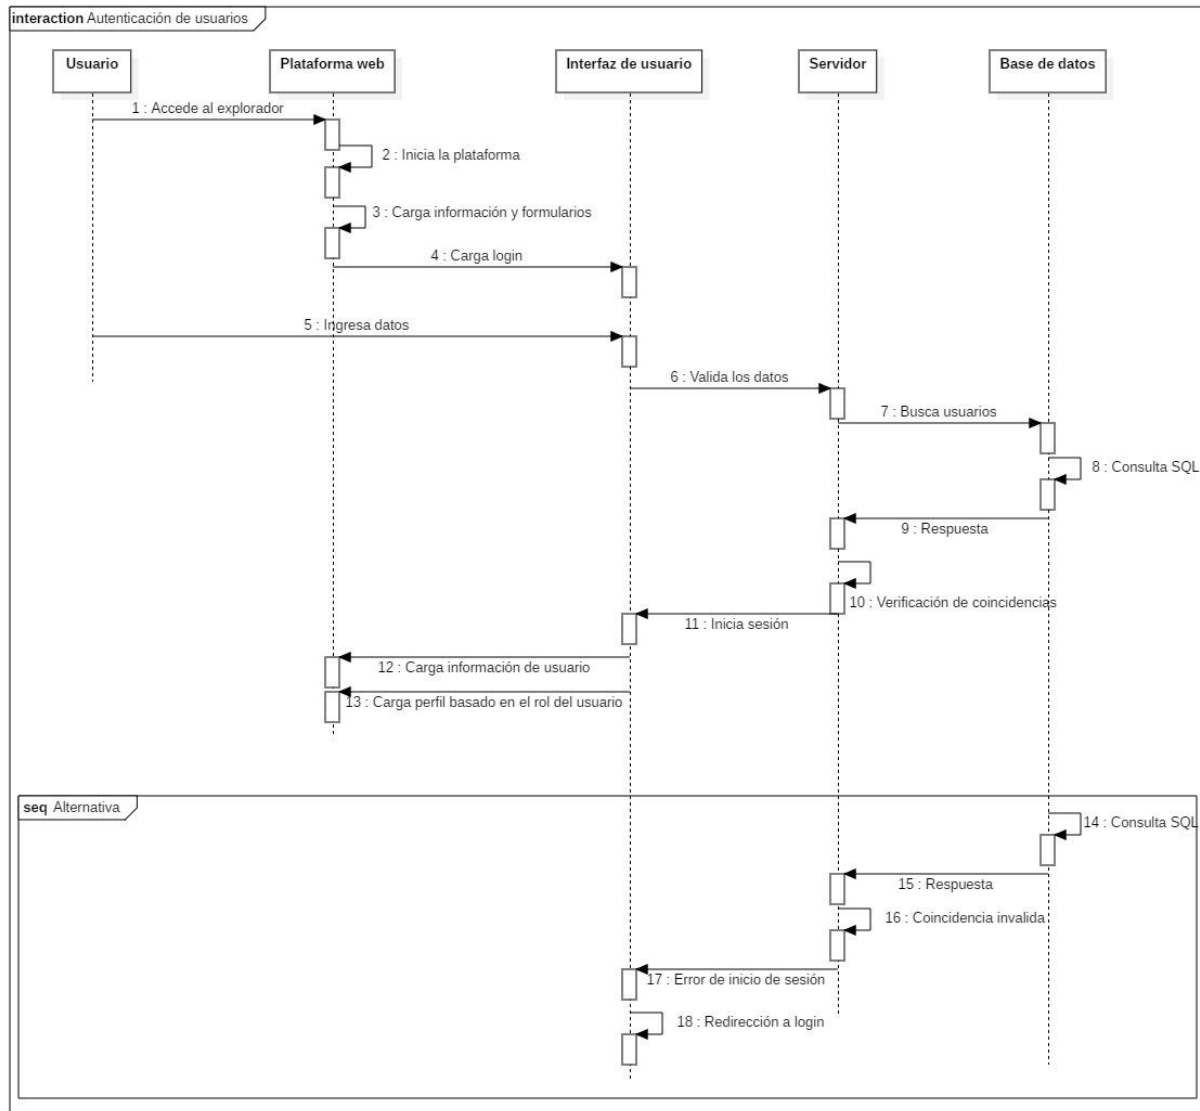 interaction Autenticación de usuarios
Usuario
Plataforma web
Interfaz de usuario
Servidor
Base de datos
1 : Accede al explorador
2 : Inicia la plataforma
3 : Carga información y formularios
4 : Carga login
5 : Ingresa datos
6 : Valida los datos
7 : Busca usuarios
8 : Consulta SQL
9 : Respuesta
10 : Verificación de coincidencias
11 : Inicia sesión
12 : Carga información de usuario
13 : Carga perfil basado en el rol del usuario
seq Alternativa
14 : Consulta SQL
15 : Respuesta
16 : Coincidencia invalida
17 : Error de inicio de sesión
18 : Redirección a login